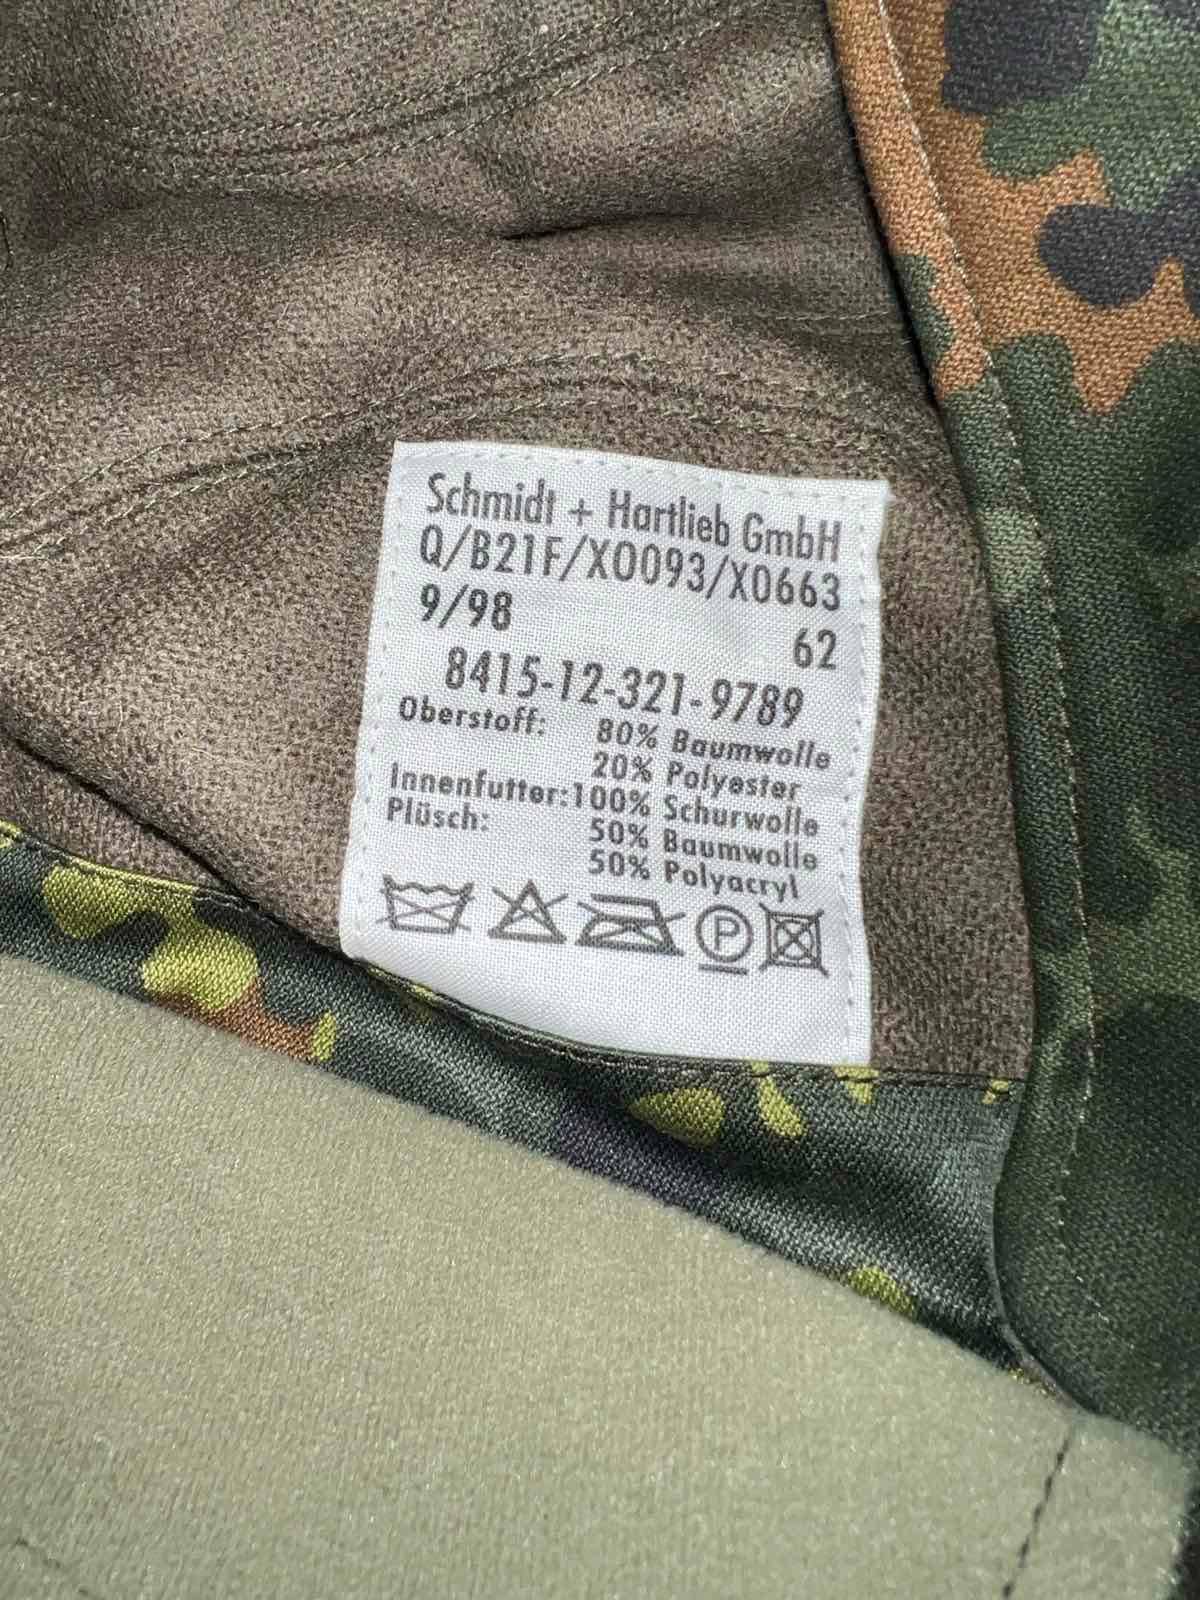 Schmidt + Hartlieb GmbH
Q/B21F/X0093/X0663
9/98 62
8415-12-321-9789
Oberstoff: 80% Baumwolle
20% Polyester
Innenfutter: 100% Schurwolle
Plüsch: 50% Baumwolle
50% Polyacryl
P